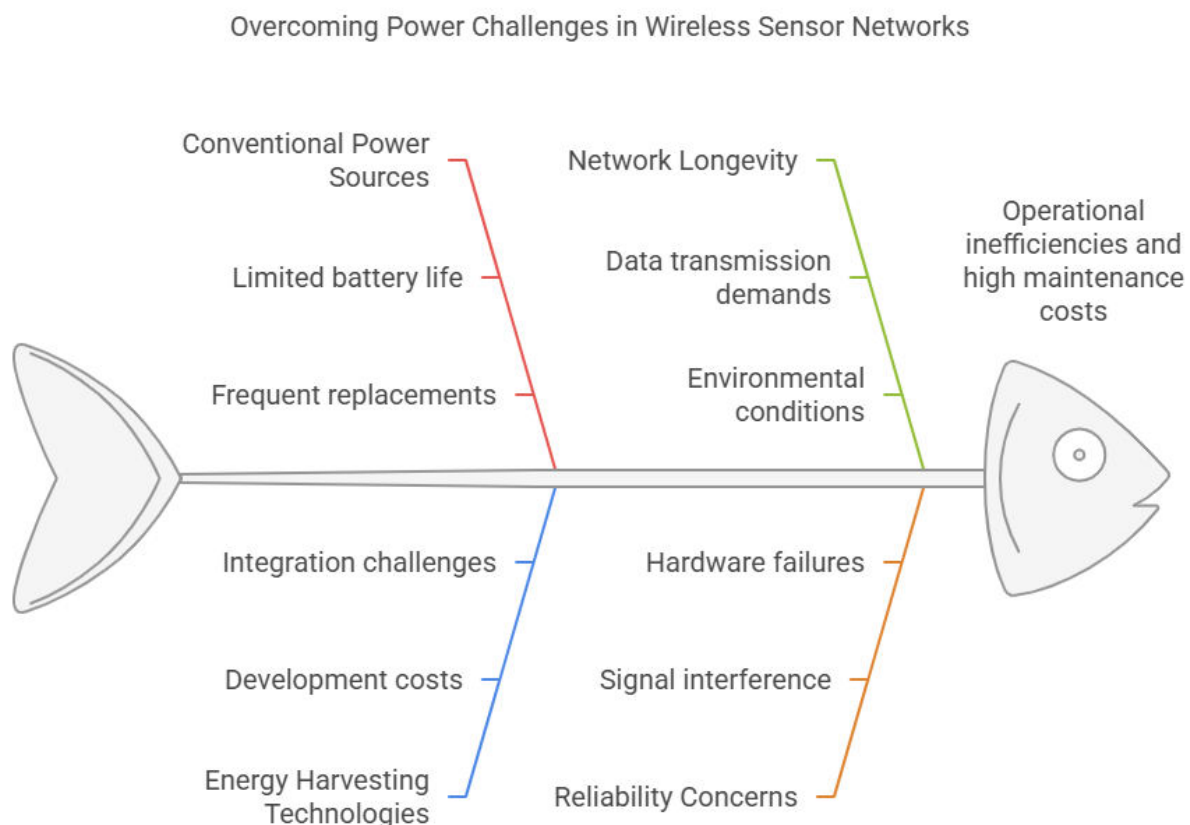 Overcoming Power Challenges in Wireless Sensor Networks
Conventional Power
Sources
Limited battery life
Frequent replacements
Network Longevity
Data transmission
demands
Environmental
conditions
Operational
inefficiencies and
high maintenance
costs
Integration challenges
Development costs
Energy Harvesting
Technologies
Hardware failures
Signal interference
Reliability Concerns